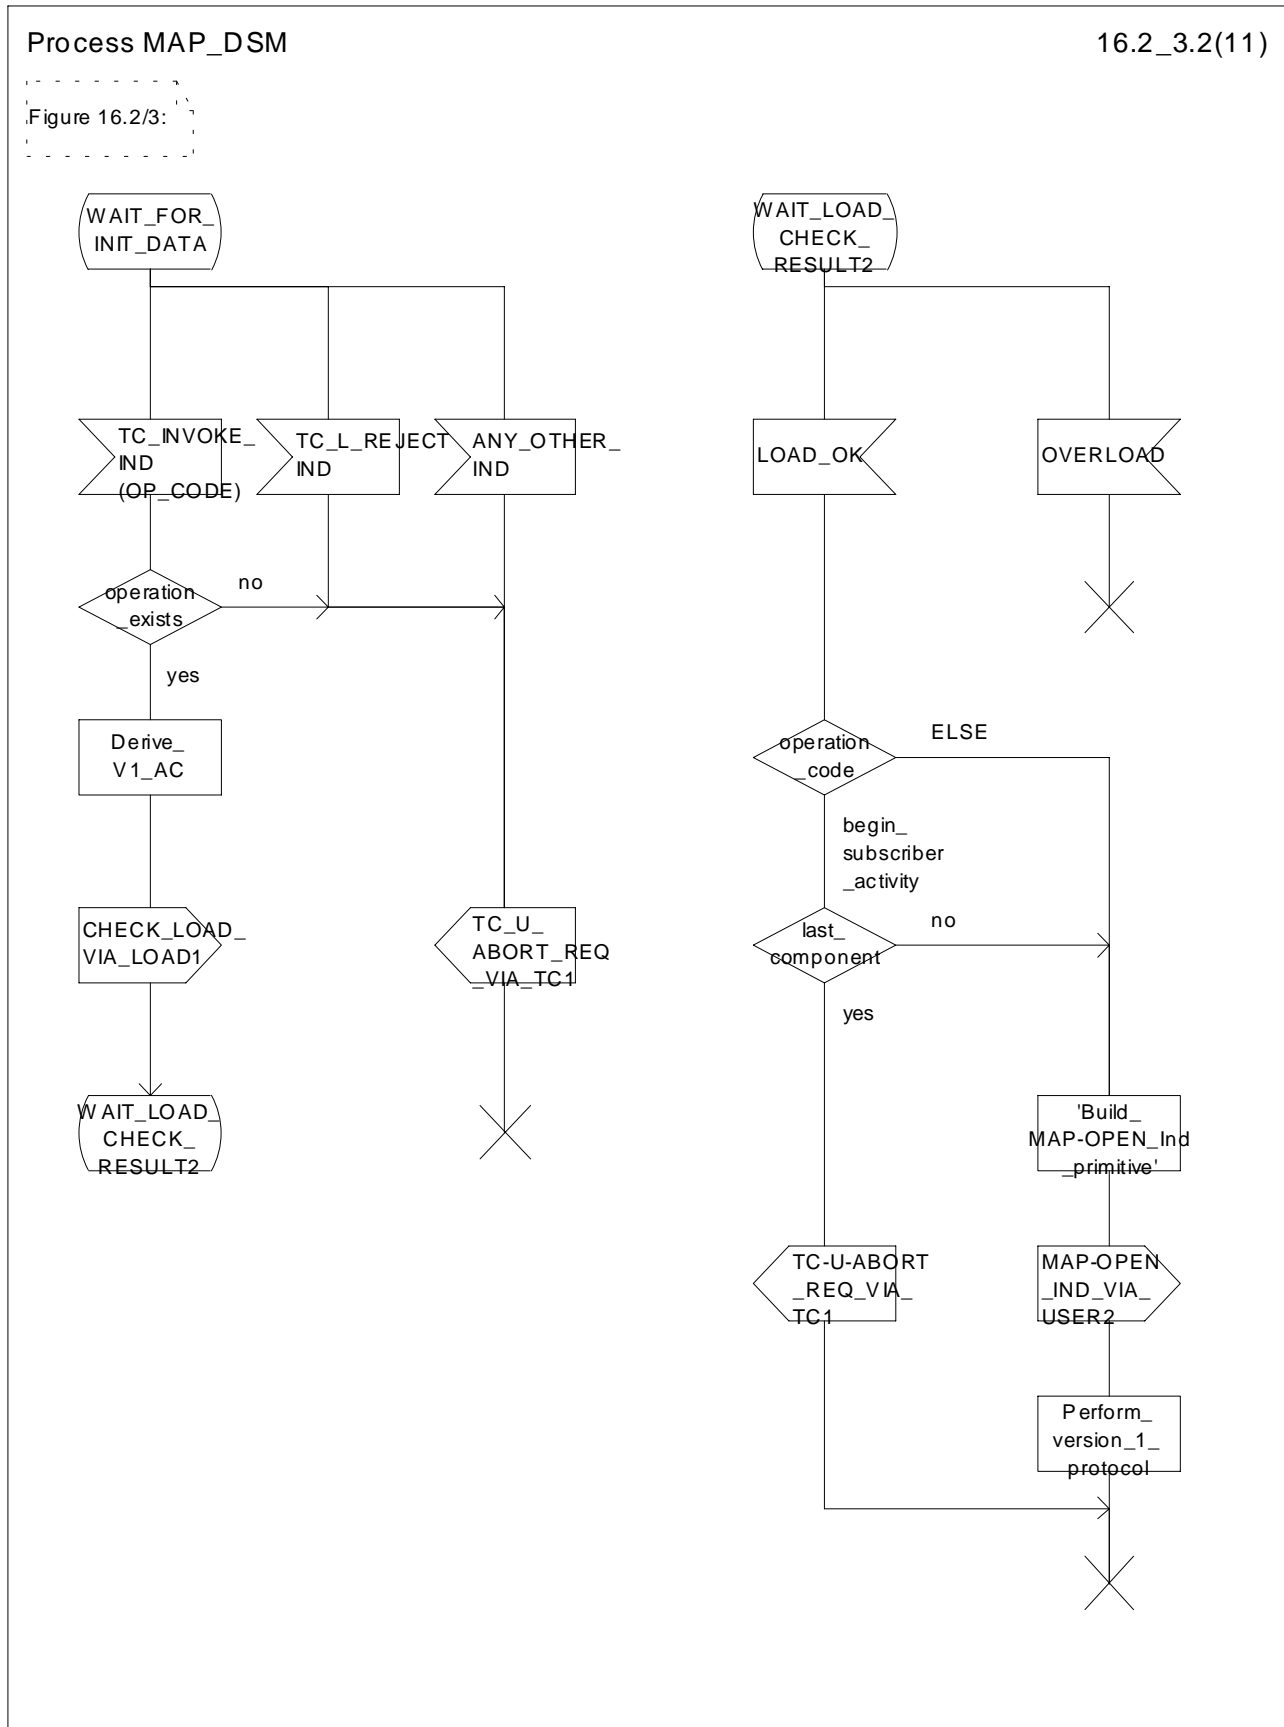 Process MAP_DSM
16.2_3.2(11)
Figure 16.2/3:
WAIT_FOR_
INIT_DATA
TC_INVOKE_
IND
(OP_CODE)
TC_L_REJECT
IND
ANY_OTHER_
IND
operation
_exists
no
yes
Derive_
V1_AC
CHECK_LOAD_
VIA_LOAD1
TC_U_
ABORT_REQ
_VIA_TC1
WAIT_LOAD_
CHECK_
RESULT2
WAIT_LOAD_
CHECK_
RESULT2
LOAD_OK
OVERLOAD
operation
_code
ELSE
begin_
subscriber
_activity
last_
component
no
yes
'Build_
MAP-OPEN_Ind
_primitive'
TC-U-ABORT
_REQ_VIA_
TC1
MAP-OPEN
_IND_VIA_
USER2
Perform_
version_1_
protocol